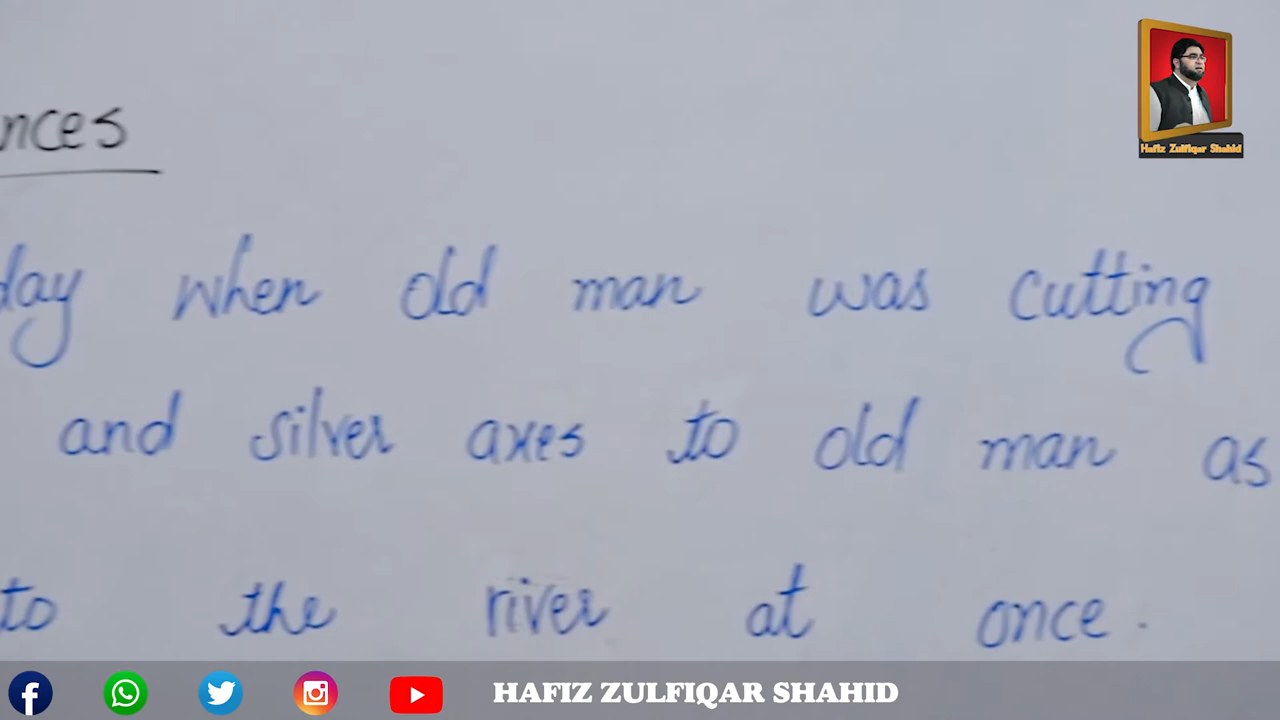 nces
day when old man was cutting
and silver axes to old man as
to the river at once.
Hafiz Zulfiqar Shahid
HAFIZ ZULFIQAR SHAHID